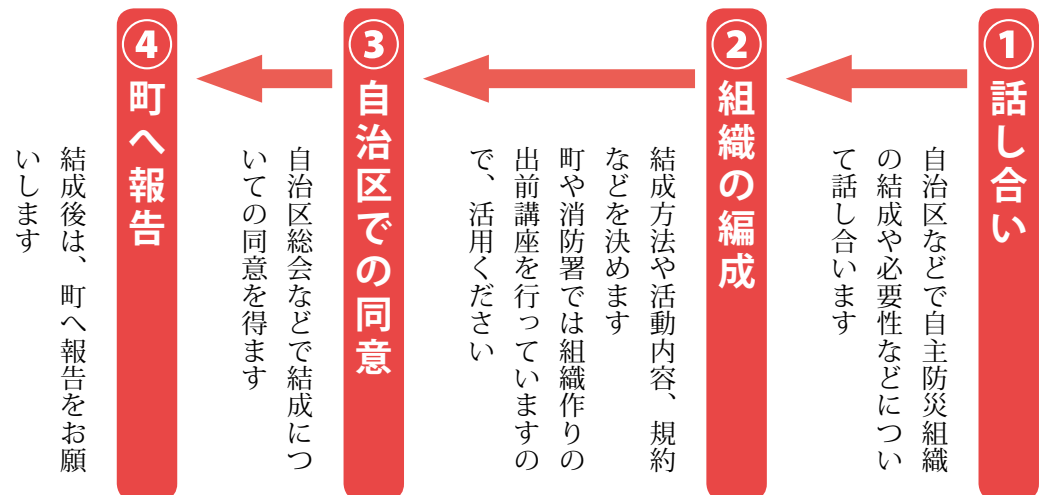 ①話し合い
自治区などで自主防災組織
の結成や必要性などについ
て話し合います
②組織の編成
結成方法や活動内容、規約
などを決めます
町や消防署では組織作りの
出前講座を行っていますの
で、活用ください
③自治区での同意
自治区総会などで結成につ
いての同意を得ます
④町へ報告
結成後は、町へ報告をお願
いします